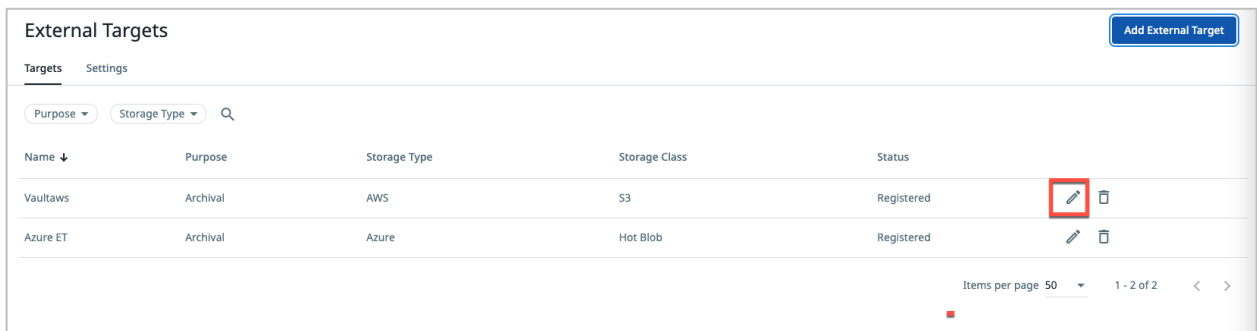 External Targets
Add External Target
Targets Settings
Purpose Storage Type
Name Purpose Storage Type Storage Class Status
Vaultaws Archival AWS S3 Registered
Azure ET Archival Azure Hot Blob Registered
Items per page 50 1 - 2 of 2